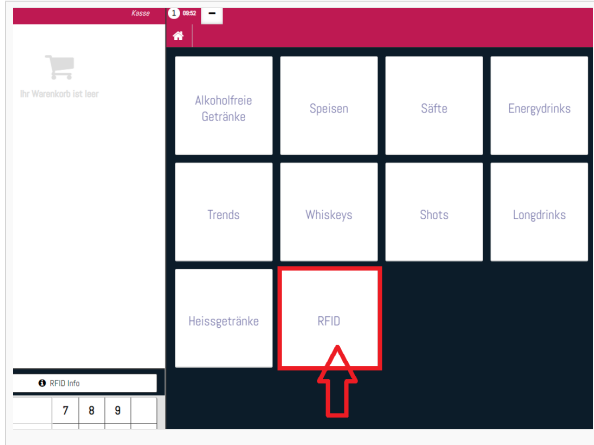 Kasse
1 09:52 –
Ihr Warenkorb ist leer
Alkoholfreie
Getränke
Speisen
Säfte
Energydrinks
Trends
Whiskeys
Shots
Longdrinks
Heissgetränke
RFID
RFID Info
7 8 9